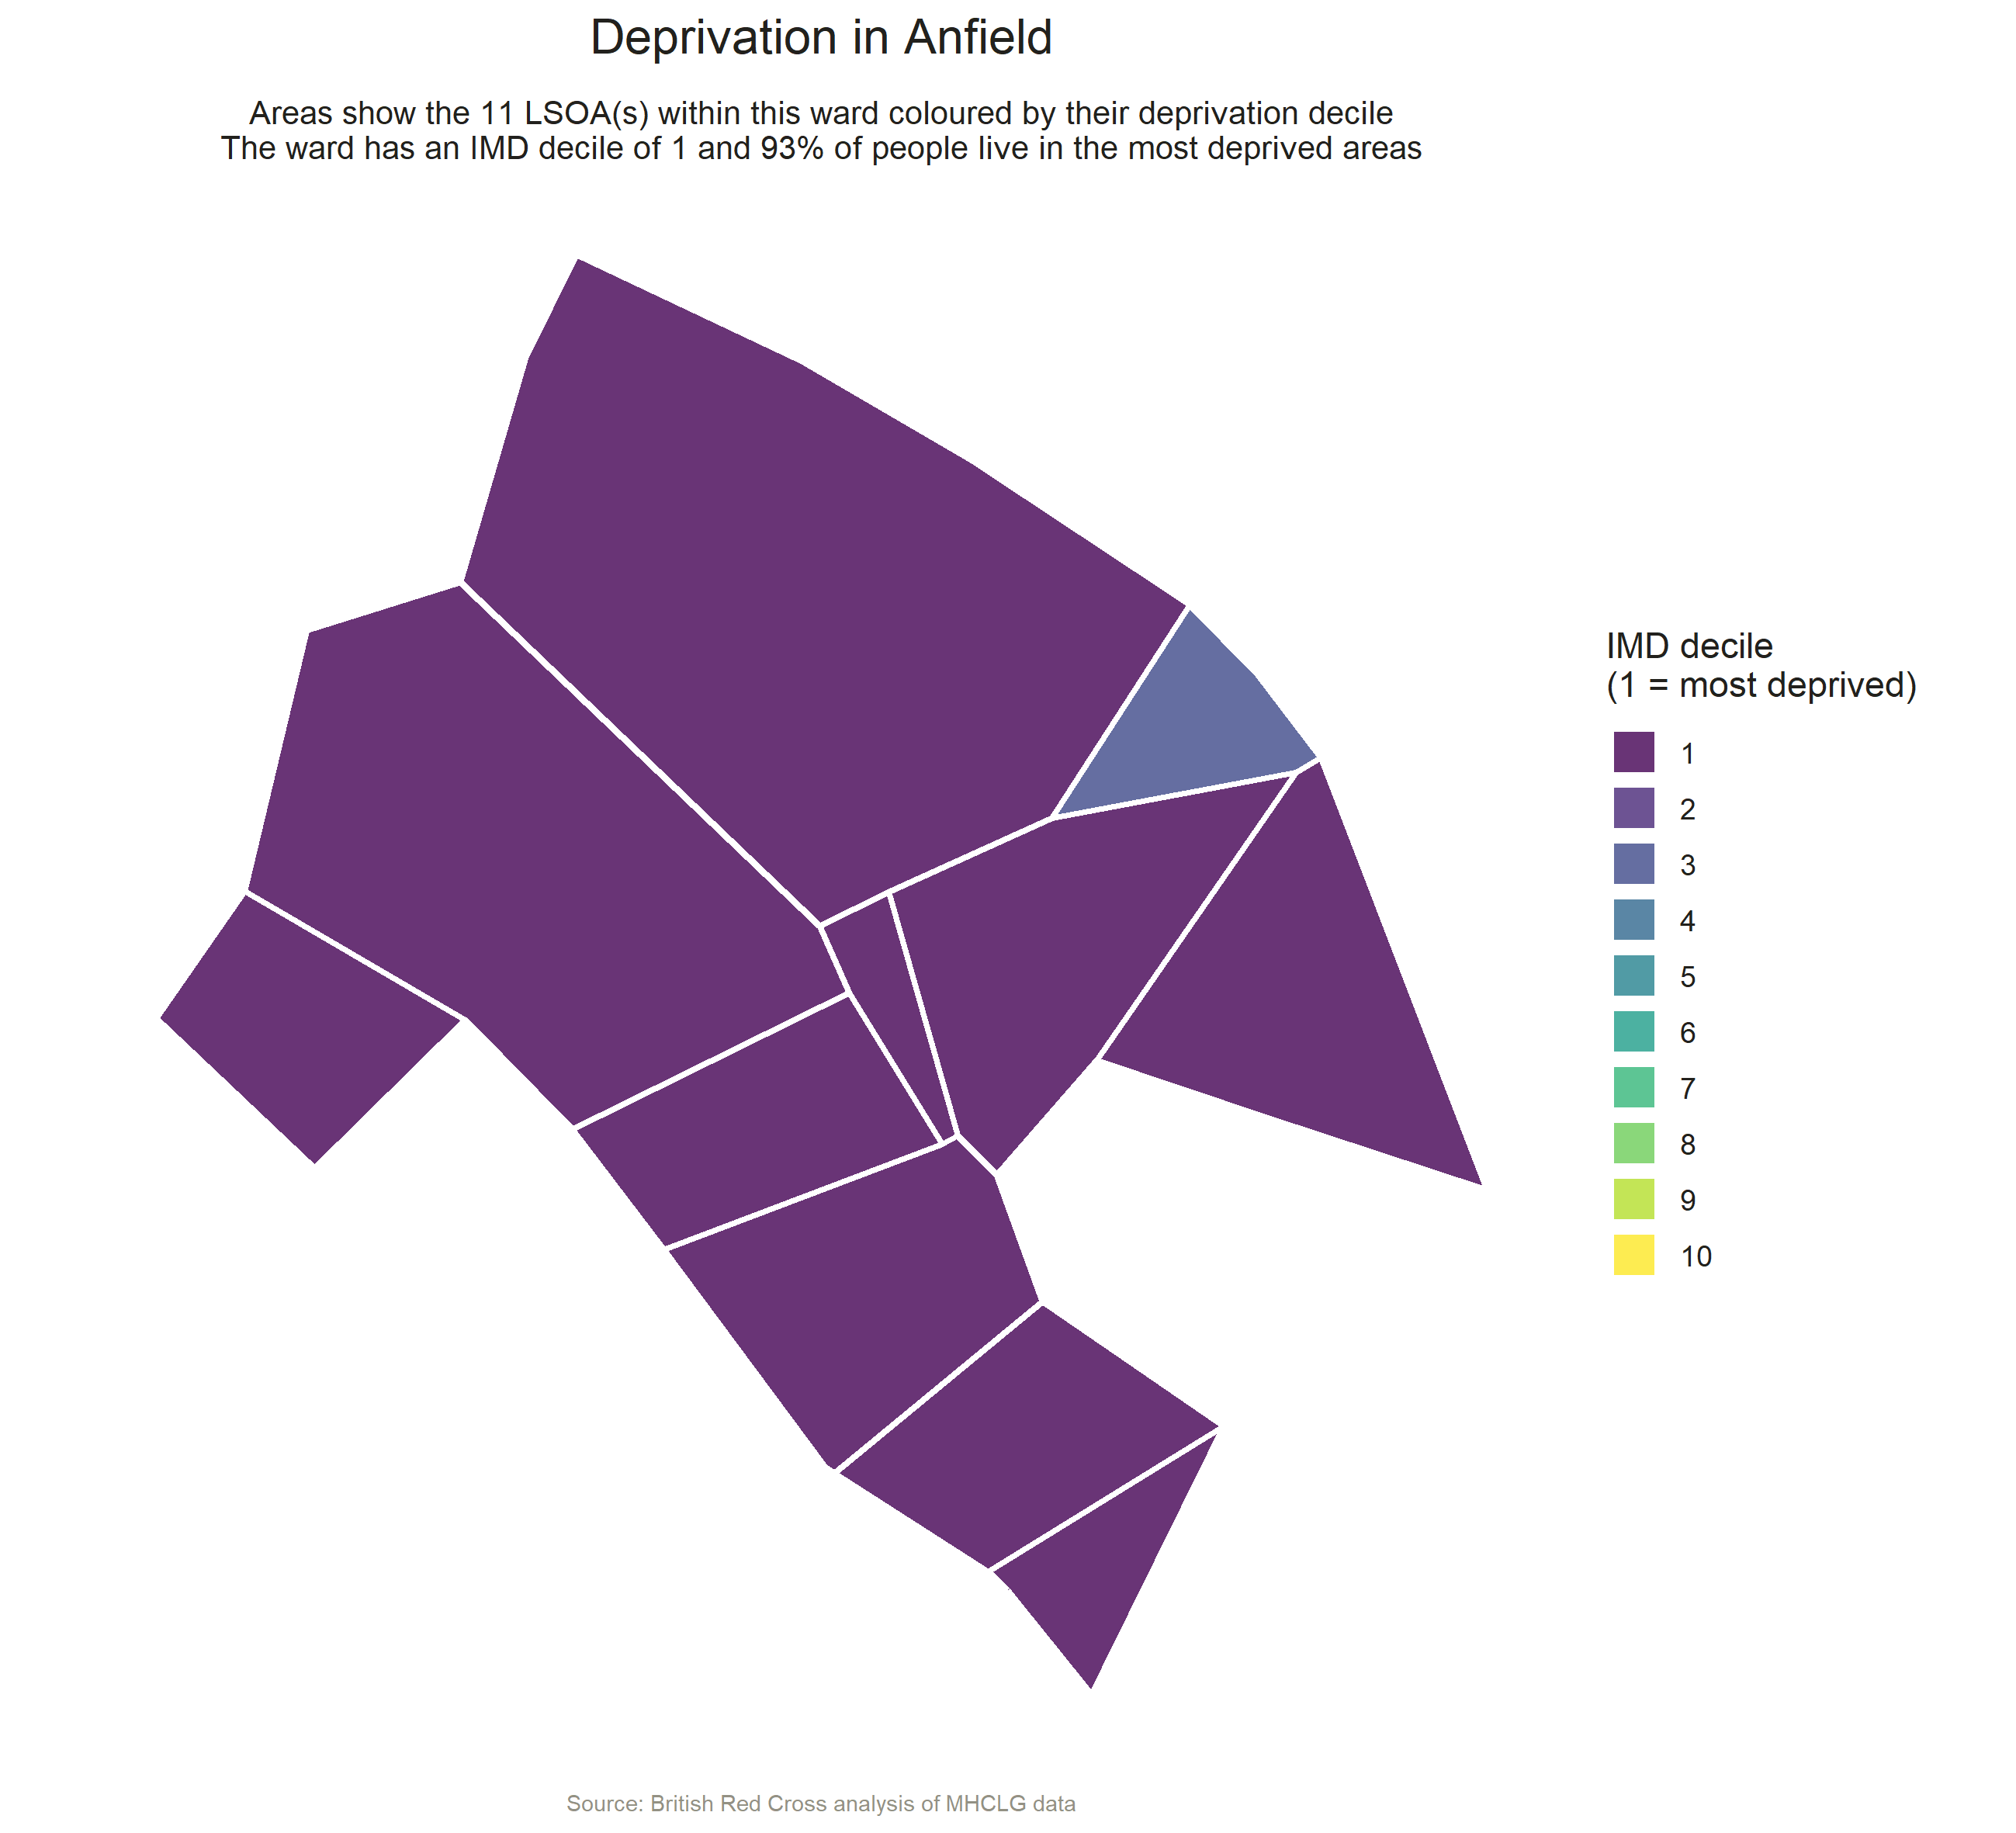 Deprivation in Anfield
Areas show the 11 LSOA(s) within this ward coloured by their deprivation decile
The ward has an IMD decile of 1 and 93% of people live in the most deprived areas
IMD decile
(1 = most deprived)
1
2
3
4
5
6
7
8
9
10
Source: British Red Cross analysis of MHCLG data